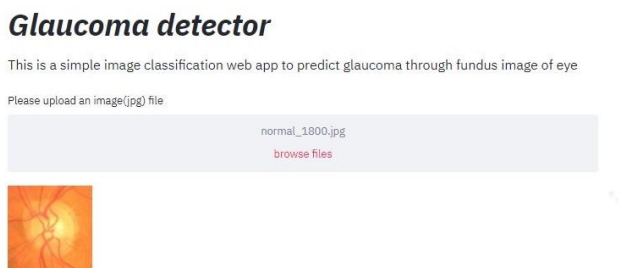 Glaucoma detector
This is a simple image classification web app to predict glaucoma through fundus image of eye
Please upload an image(jpg) file
normal_1800.jpg
browse files